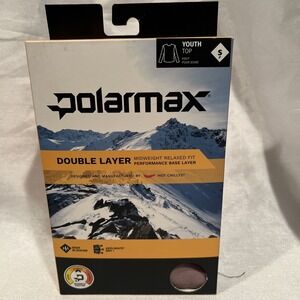 YOUTH
TOP
S
polarmax
DOUBLE LAYER MIDWEIGHT RELAXED FIT
PERFORMANCE BASE LAYER
DESIGNED AND MANUFACTURED BY HOT CHILLYS